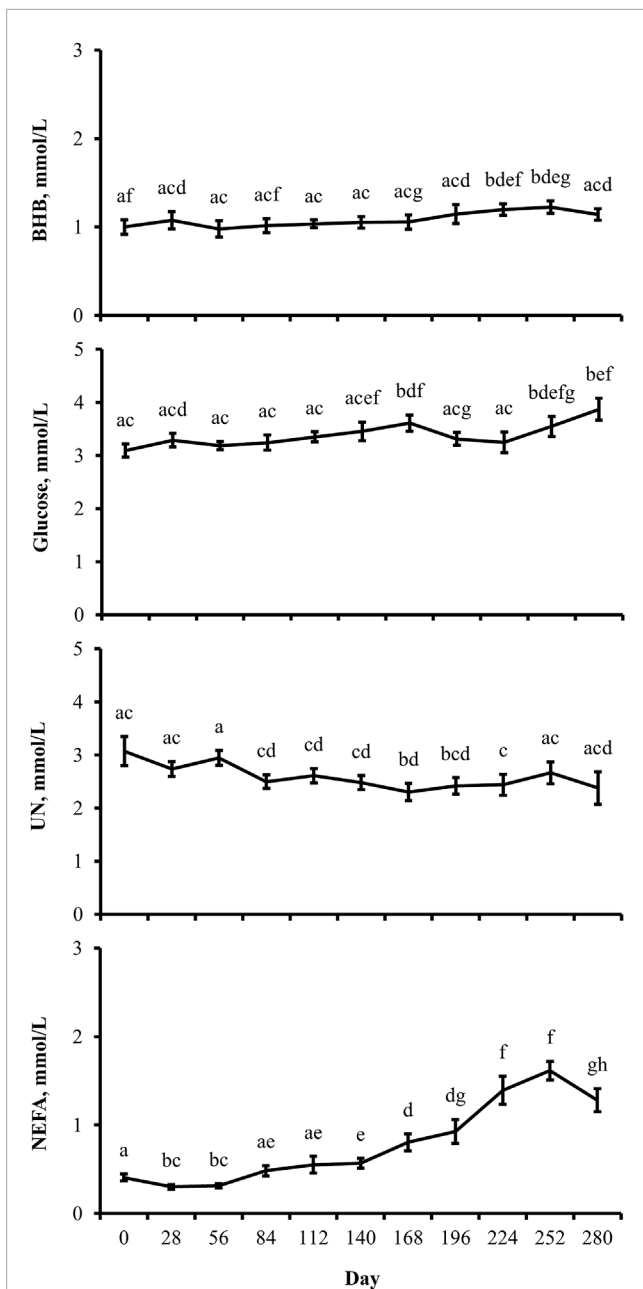 BHB, mmol/L
3
2
1
0
af acd ac acf ac ac acg acd bdef bdeg acd
Glucose, mmol/L
5
4
3
2
1
0
ac acd ac ac ac acef bdf acg ac bdefg bef
UN, mmol/L
5
4
3
2
1
0
ac ac a cd cd cd bd bcd c ac acd
NEFA, mmol/L
3
2
1
0
a bc bc ae ae e d dg f f gh
0 28 56 84 112 140 168 196 224 252 280
Day